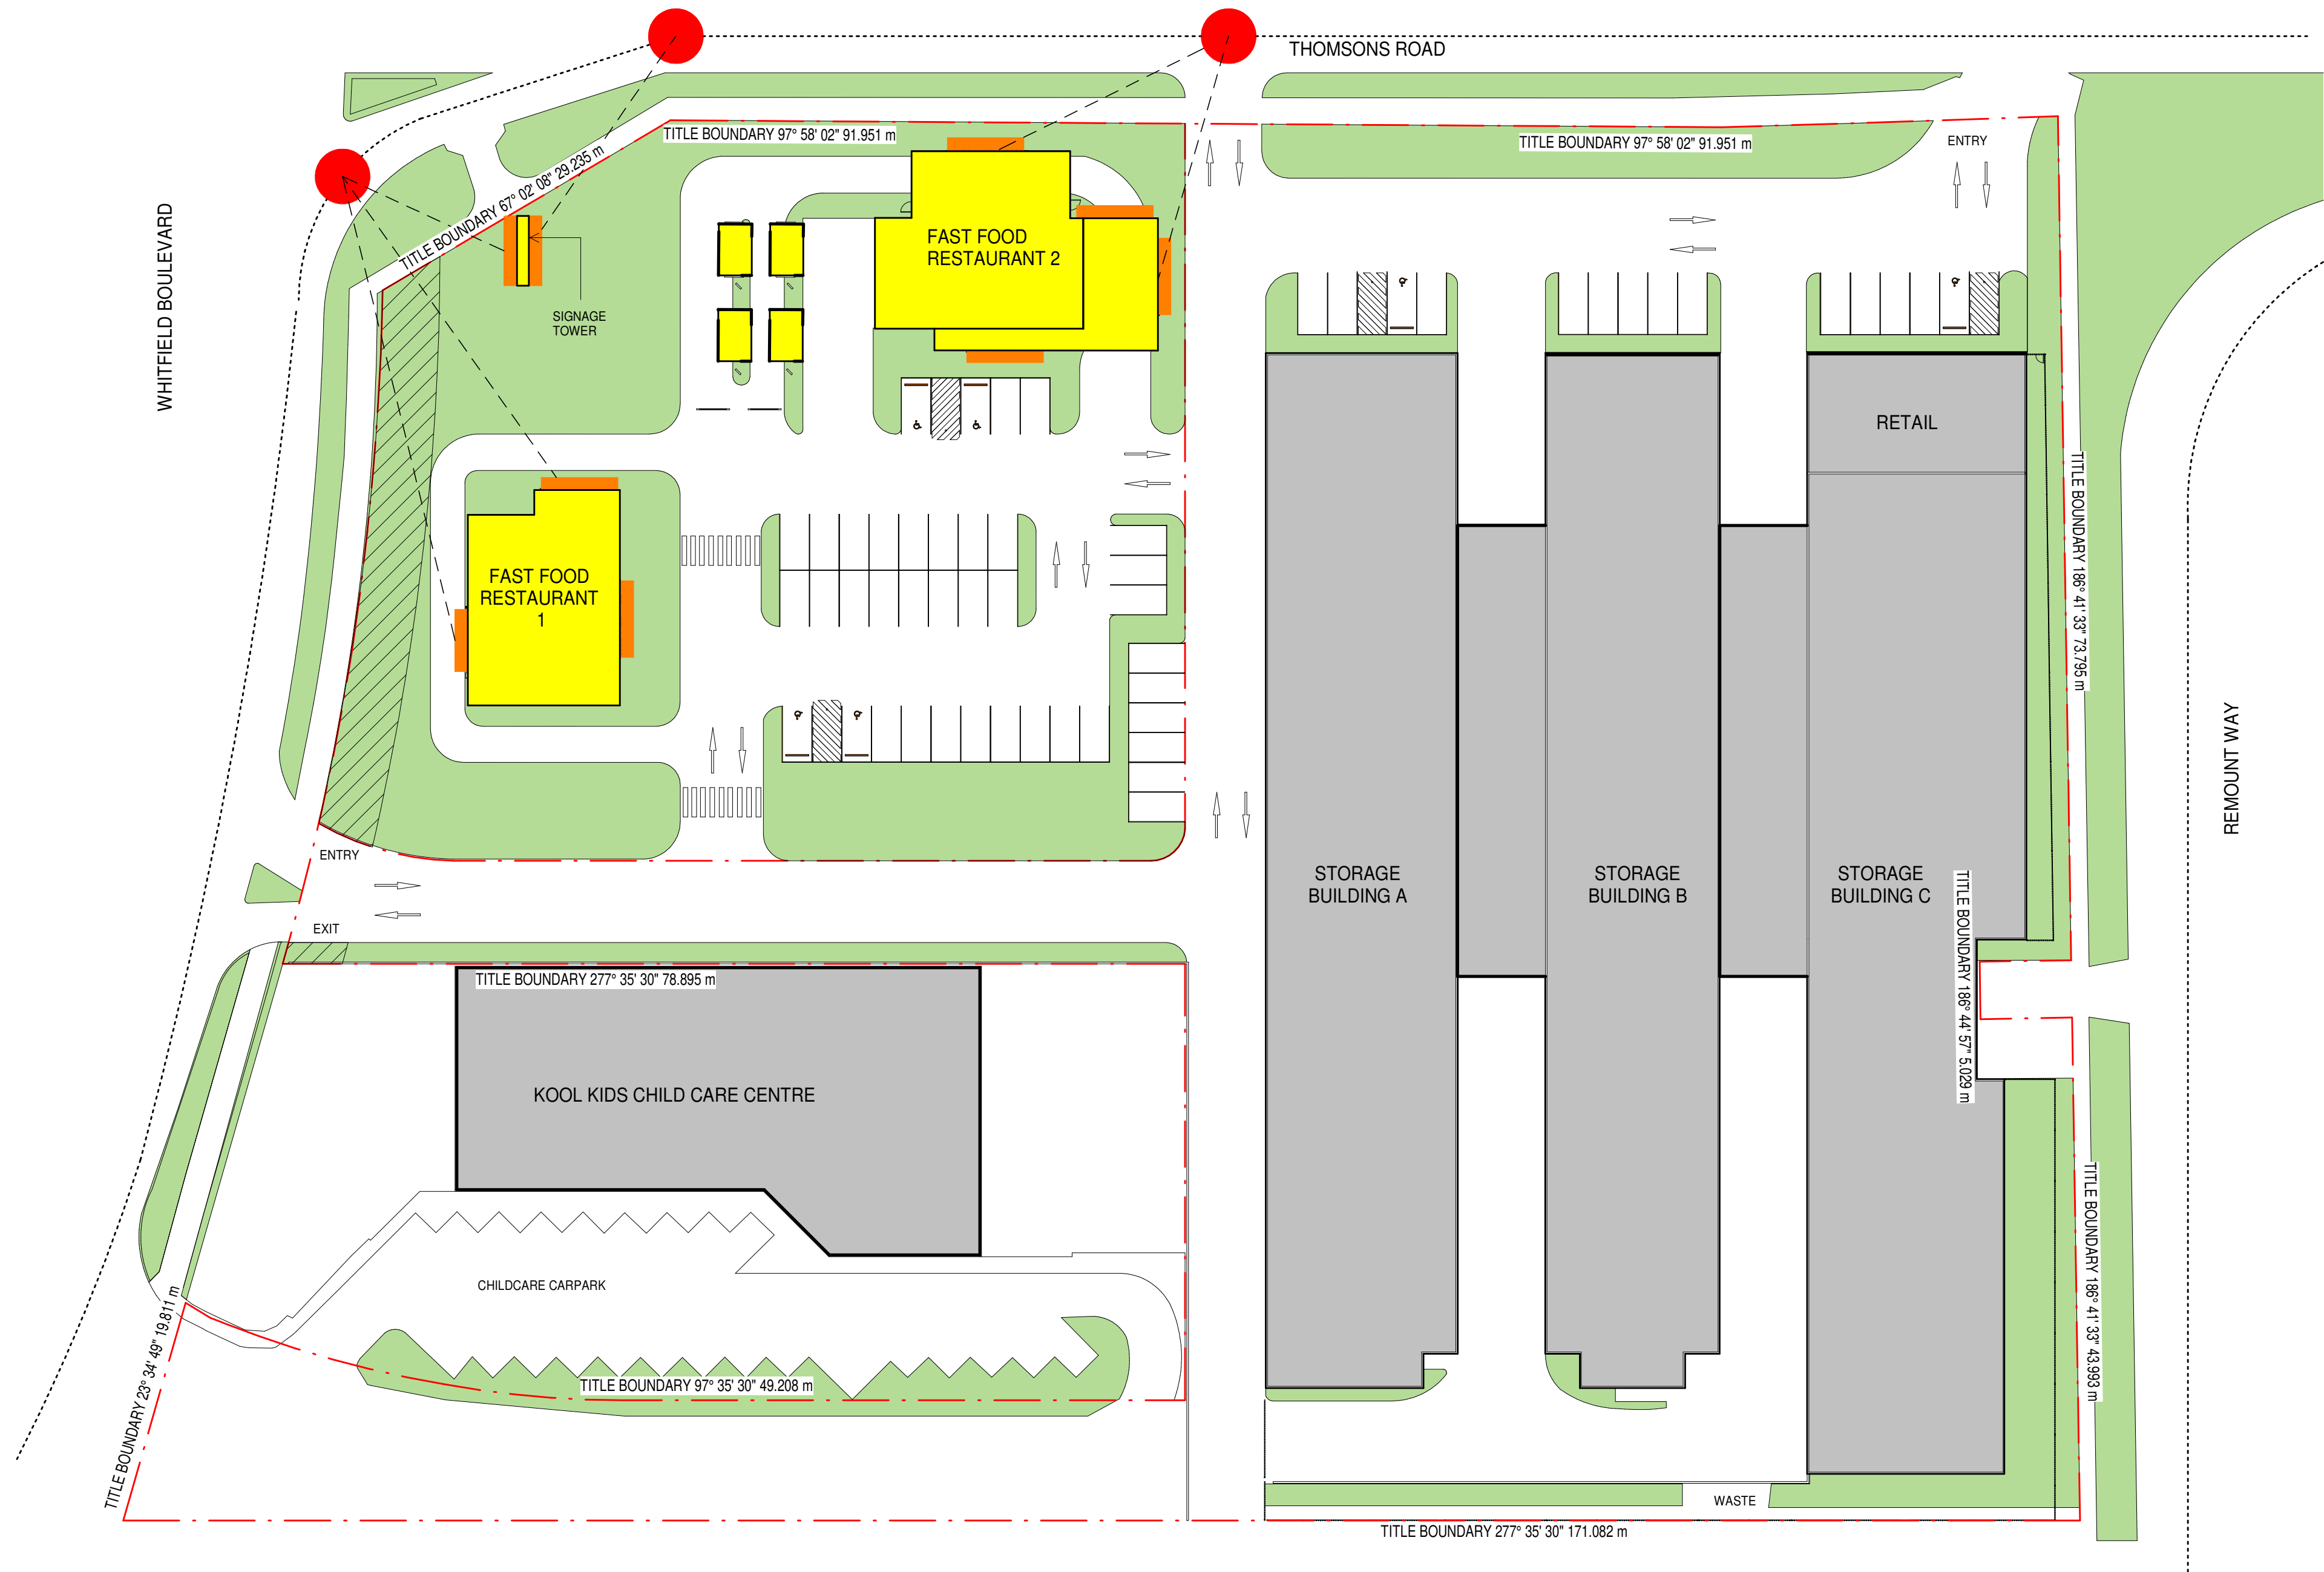 THOMSONS ROAD
TITLE BOUNDARY 97° 58' 02" 91.951 m
TITLE BOUNDARY 97° 58' 02" 91.951 m
ENTRY
TITLE BOUNDARY 67° 02' 08" 29.235 m
WHITFIELD BOULEVARD
FAST FOOD
RESTAURANT 2
SIGNAGE
TOWER
RETAIL
TITLE BOUNDARY 186° 41' 33" 73.795 m
FAST FOOD
RESTAURANT
1
REMOUNT WAY
ENTRY
STORAGE
BUILDING A
STORAGE
BUILDING B
STORAGE
BUILDING C
TITLE BOUNDARY 186° 44' 57" 5.029 m
EXIT
TITLE BOUNDARY 277° 35' 30" 78.895 m
KOOL KIDS CHILD CARE CENTRE
TITLE BOUNDARY 186° 41' 33" 43.993 m
CHILDCARE CARPARK
TITLE BOUNDARY 23° 34' 49" 19.811 m
TITLE BOUNDARY 97° 35' 30" 49.208 m
WASTE
TITLE BOUNDARY 277° 35' 30" 171.082 m